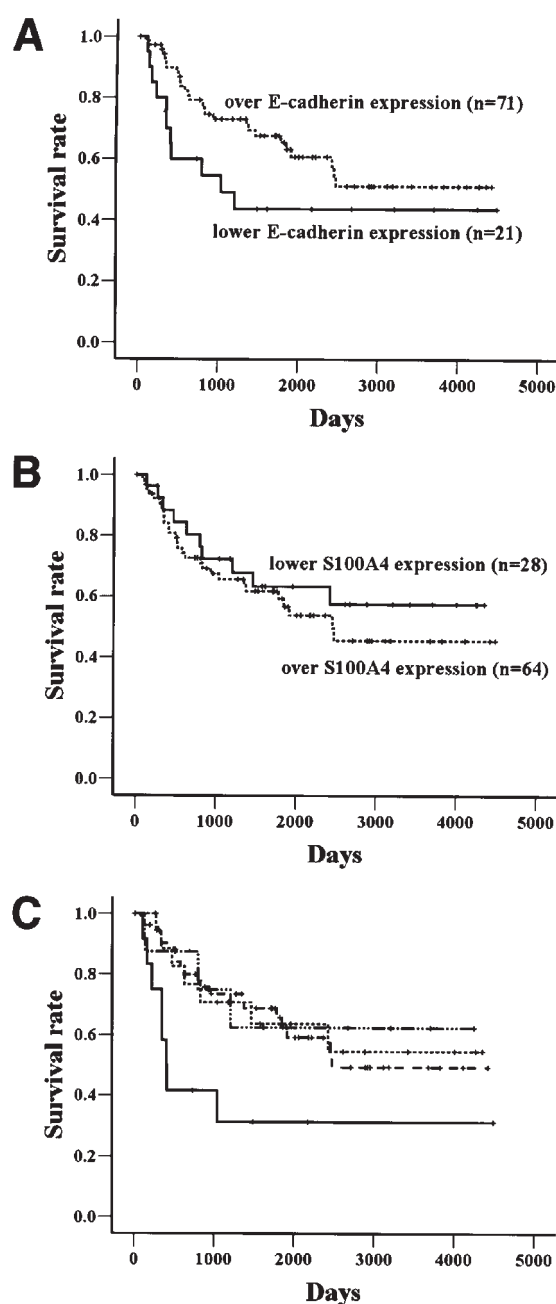 A
1.0
0.8
0.6
0.4
0.2
0.0
Survival rate
over E-cadherin expression (n=71)
lower E-cadherin expression (n=21)
0 1000 2000 3000 4000 5000
Days
B
1.0
0.8
0.6
0.4
0.2
0.0
Survival rate
lower S100A4 expression (n=28)
over S100A4 expression (n=64)
0 1000 2000 3000 4000 5000
Days
C
1.0
0.8
0.6
0.4
0.2
0.0
Survival rate
0 1000 2000 3000 4000 5000
Days